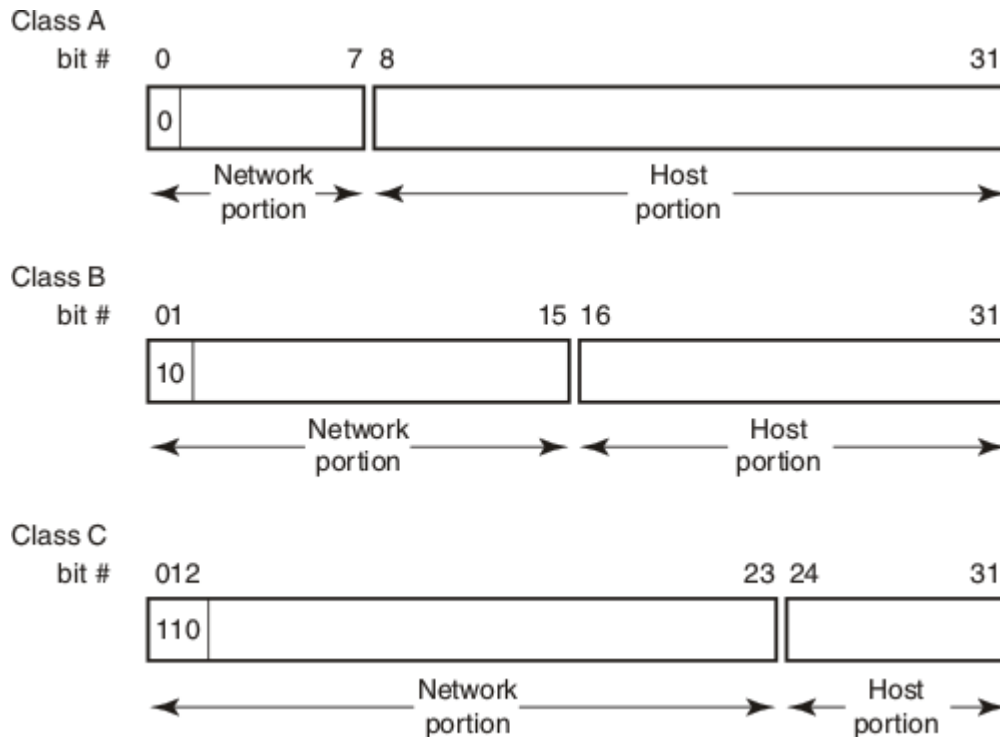 Class A
bit # 0 7 8 31
0
Network portion Host portion
Class B
bit # 01 15 16 31
10
Network portion Host portion
Class C
bit # 012 23 24 31
110
Network portion Host portion